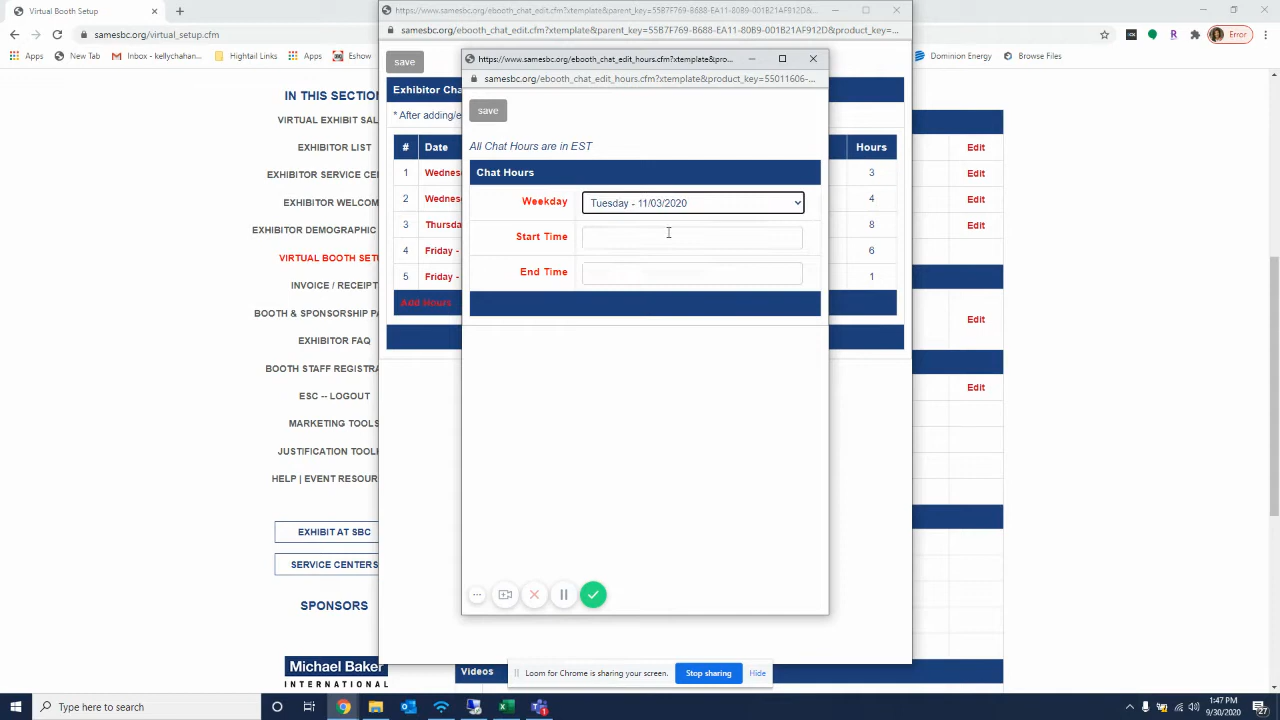 Virtual Booth Setup
samesbc.org/virtual_setup.cfm
Error
Apps
New Tab
Inbox - kellychahan...
Hightail Links
Apps
Eshow
Dominion Energy
Browse Files
IN THIS SECTION
VIRTUAL EXHIBIT SAL
EXHIBITOR LIST
EXHIBITOR SERVICE CEN
EXHIBITOR WELCOM
EXHIBITOR DEMOGRAPHIC
VIRTUAL BOOTH SETU
INVOICE / RECEIPT
BOOTH & SPONSORSHIP PA
EXHIBITOR FAQ
BOOTH STAFF REGISTRA
ESC -- LOGOUT
MARKETING TOOLS
JUSTIFICATION TOOLK
HELP | EVENT RESOUR
EXHIBIT AT SBC
SERVICE CENTERS
SPONSORS
Michael Baker
INTERNATIONAL
https://www.samesbc.org/ebooth_chat_edit.cfm?xtemplate&parent_key=55B7F769-B688-EA11-80B9-001B21AF912D&product_key=...
samesbc.org/ebooth_chat_edit.cfm?xtemplate&parent_key=55B7F769-B688-EA11-80B9-001B21AF912D&product_key=...
save
Exhibitor Cha
* After adding/e
# Date Hours
1 Wednes 3
2 Wednes 4
3 Thursda 8
4 Friday - 6
5 Friday - 1
Add Hours
https://www.samesbc.org/ebooth_chat_edit_hours.cfm?xtemplate&pro...
samesbc.org/ebooth_chat_edit_hours.cfm?xtemplate&product_key=55011606-...
save
All Chat Hours are in EST
Chat Hours
Weekday Tuesday - 11/03/2020
Start Time
End Time
Edit
Edit
Edit
Edit
Edit
Edit
Videos
Loom for Chrome is sharing your screen.
Stop sharing
Hide
Type here to search
1:47 PM
9/30/2020
27